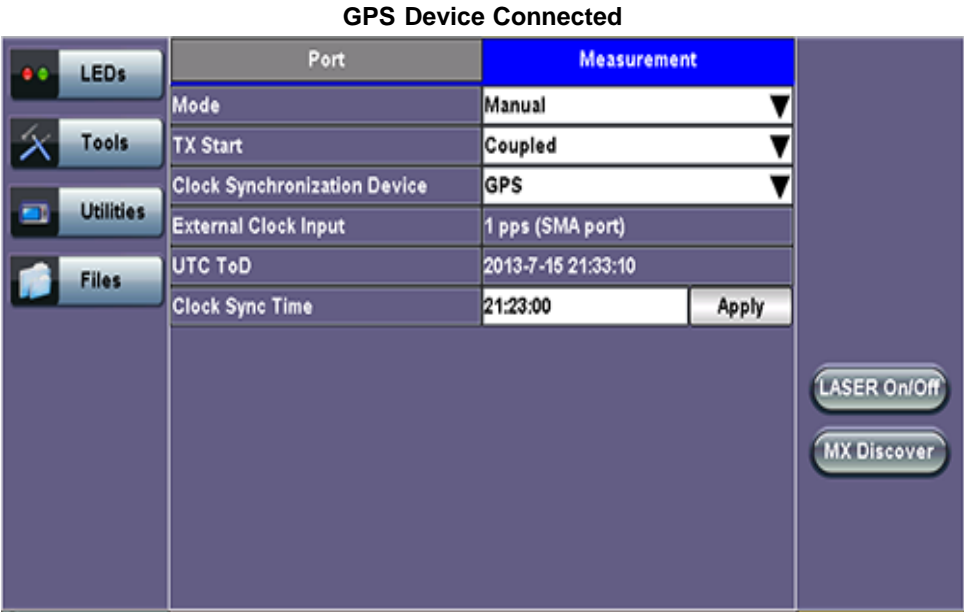 GPS Device Connected
LEDs
Tools
Utilities
Files
Port Measurement
Mode Manual
TX Start Coupled
Clock Synchronization Device GPS
External Clock Input 1 pps (SMA port)
UTC ToD 2013-7-15 21:33:10
Clock Sync Time 21:23:00 Apply
LASER On/Off
MX Discover